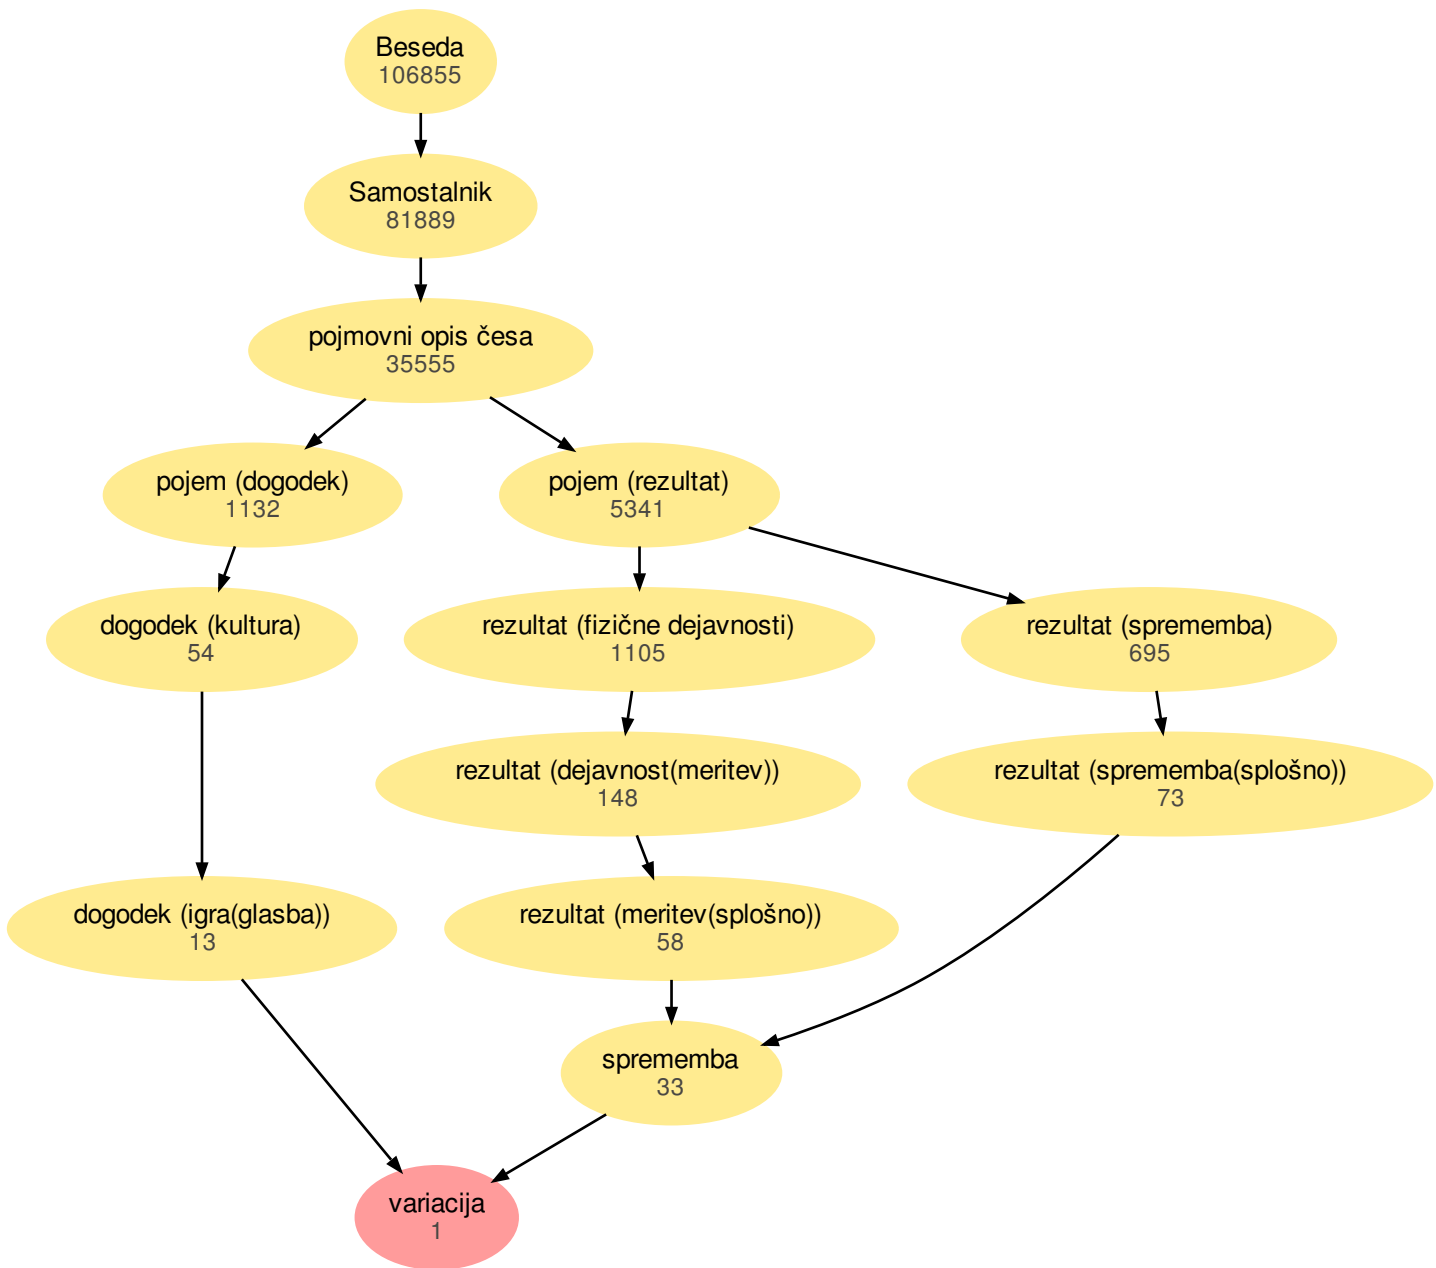 Beseda
106855
Samostalnik
81889
pojmovni opis česa
35555
pojem (dogodek)
1132
pojem (rezultat)
5341
dogodek (kultura)
54
rezultat (fizične dejavnosti)
1105
rezultat (sprememba)
695
rezultat (dejavnost(meritev))
148
rezultat (sprememba(splošno))
73
dogodek (igra(glasba))
13
rezultat (meritev(splošno))
58
sprememba
33
variacija
1